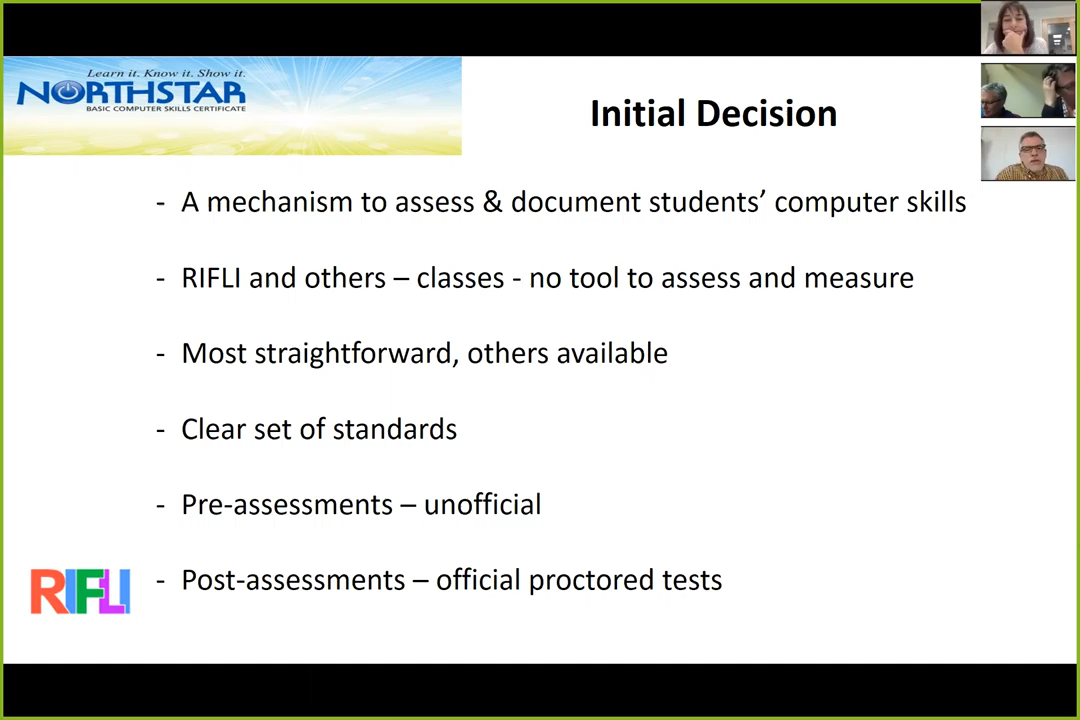 Learn it. Know it. Show it.
NORTHSTAR
BASIC COMPUTER SKILLS CERTIFICATE
Initial Decision
- A mechanism to assess & document students’ computer skills
- RIFLI and others – classes - no tool to assess and measure
- Most straightforward, others available
- Clear set of standards
- Pre-assessments – unofficial
- Post-assessments – official proctored tests
RIFLI